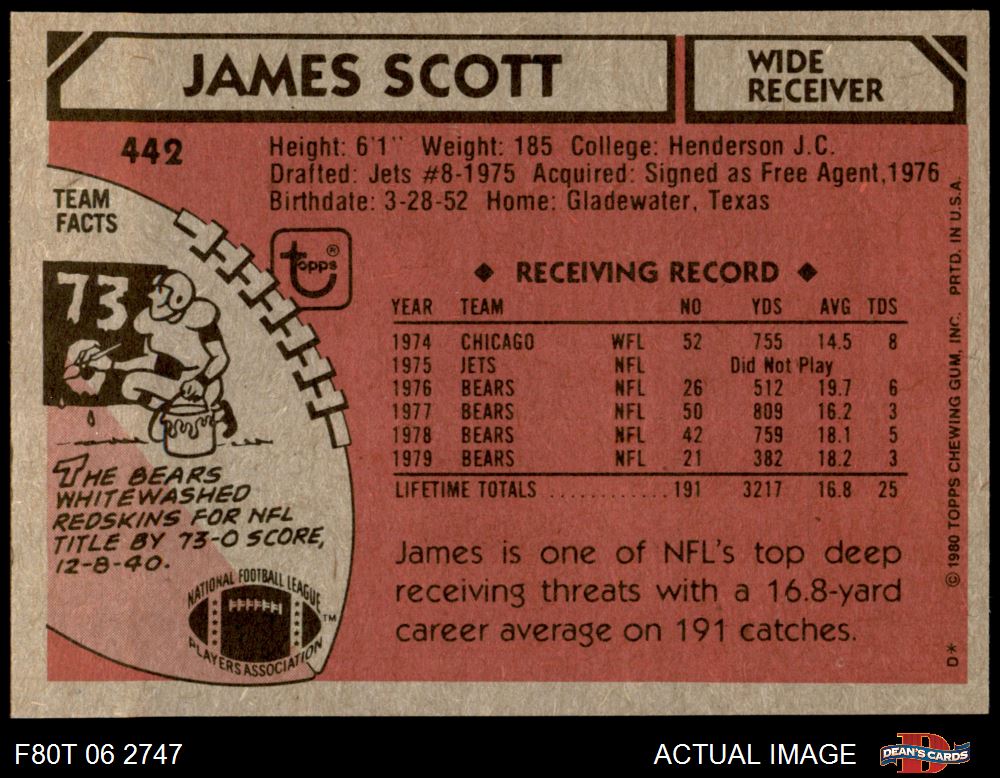 JAMES SCOTT
WIDE
RECEIVER
442
Height: 6'1" Weight: 185 College: Henderson J.C.
Drafted: Jets #8-1975 Acquired: Signed as Free Agent,1976
Birthdate: 3-28-52 Home: Gladewater, Texas
TEAM
FACTS
73
topps ®
◆ RECEIVING RECORD ◆
YEAR TEAM NO YDS AVG TDS
1974 CHICAGO WFL 52 755 14.5 8
1975 JETS NFL Did Not Play
1976 BEARS NFL 26 512 19.7 6
1977 BEARS NFL 50 809 16.2 3
1978 BEARS NFL 42 759 18.1 5
1979 BEARS NFL 21 382 18.2 3
LIFETIME TOTALS ............ 191 3217 16.8 25
THE BEARS
WHITEWASHED
REDSKINS FOR NFL
TITLE BY 73-0 SCORE,
12-8-40.
James is one of NFL's top deep
receiving threats with a 16.8-yard
career average on 191 catches.
NATIONAL FOOTBALL LEAGUE
PLAYERS ASSOCIATION
TM
D* © 1980 TOPPS CHEWING GUM, INC. PRTD. IN U.S.A.
F80T 06 2747
ACTUAL IMAGE
DEAN'S CARDS